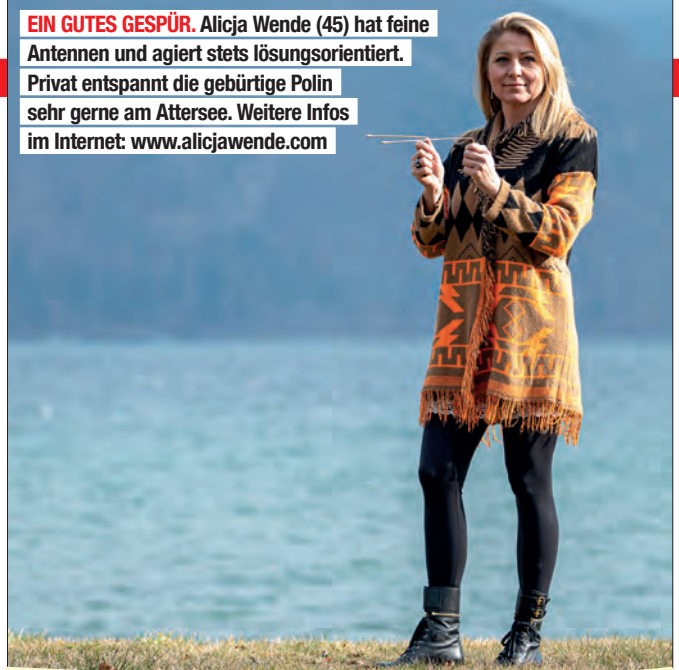 EIN GUTES GESPÜR. Alicja Wende (45) hat feine
Antennen und agiert stets lösungsorientiert.
Privat entspannt die gebürtige Polin
sehr gerne am Attersee. Weitere Infos
im Internet: www.alicjawende.com